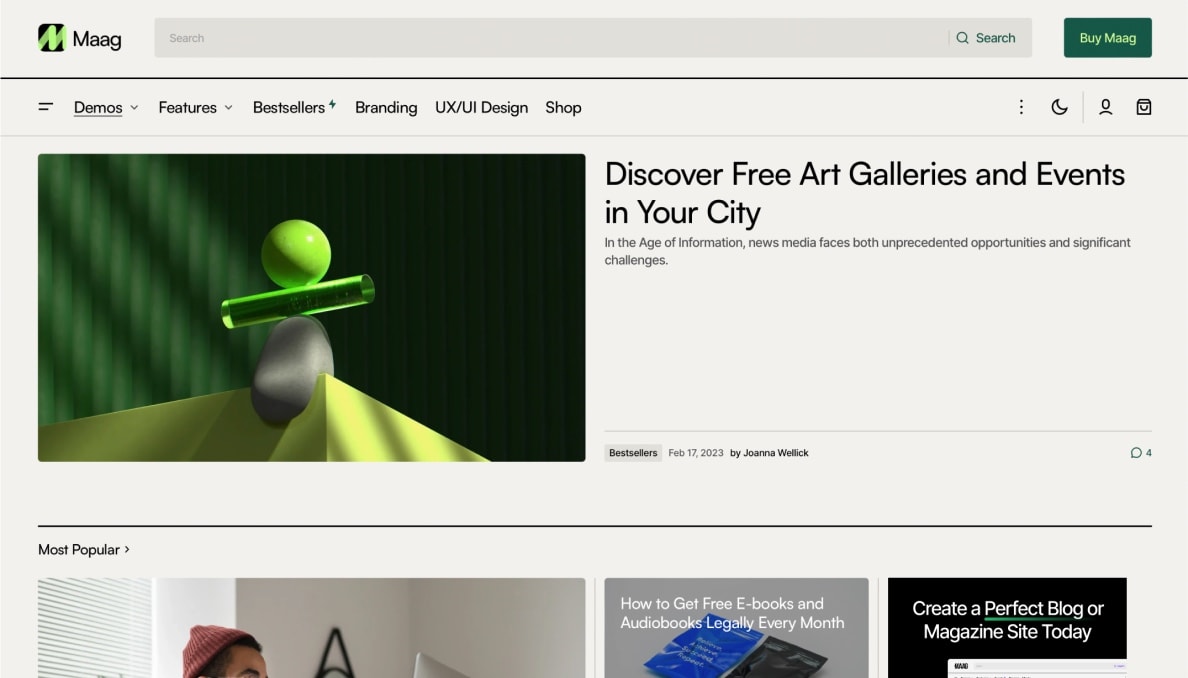 Maag
Search
Search
Buy Maag
Demos
Features
Bestsellers
Branding
UX/UI Design
Shop
Discover Free Art Galleries and Events
in Your City
In the Age of Information, news media faces both unprecedented opportunities and significant
challenges.
Bestsellers
Feb 17, 2023
by Joanna Wellick
4
Most Popular
How to Get Free E-books and
Audiobooks Legally Every Month
Create a Perfect Blog or
Magazine Site Today
MAAG